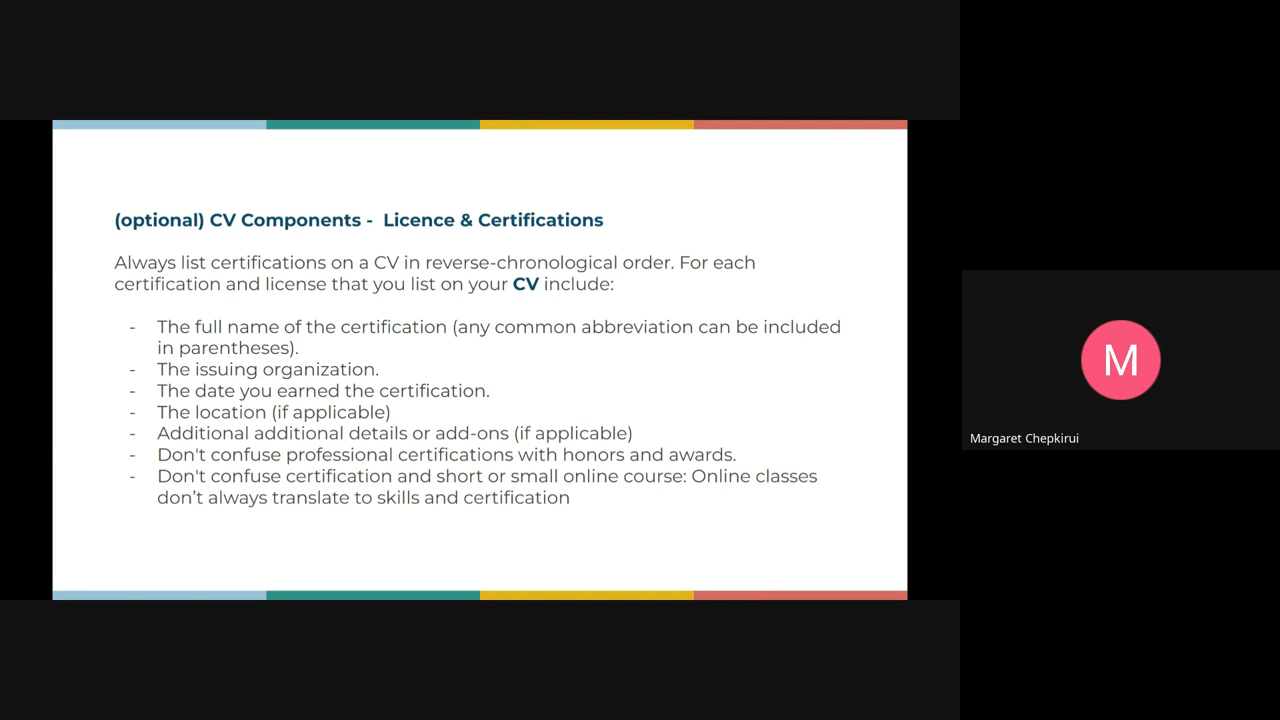 (optional) CV Components - Licence & Certifications
Always list certifications on a CV in reverse-chronological order. For each
certification and license that you list on your CV include:
- The full name of the certification (any common abbreviation can be included
in parentheses).
- The issuing organization.
- The date you earned the certification.
- The location (if applicable)
- Additional additional details or add-ons (if applicable)
- Don't confuse professional certifications with honors and awards.
- Don't confuse certification and short or small online course: Online classes
don’t always translate to skills and certification
M
Margaret Chepkirui